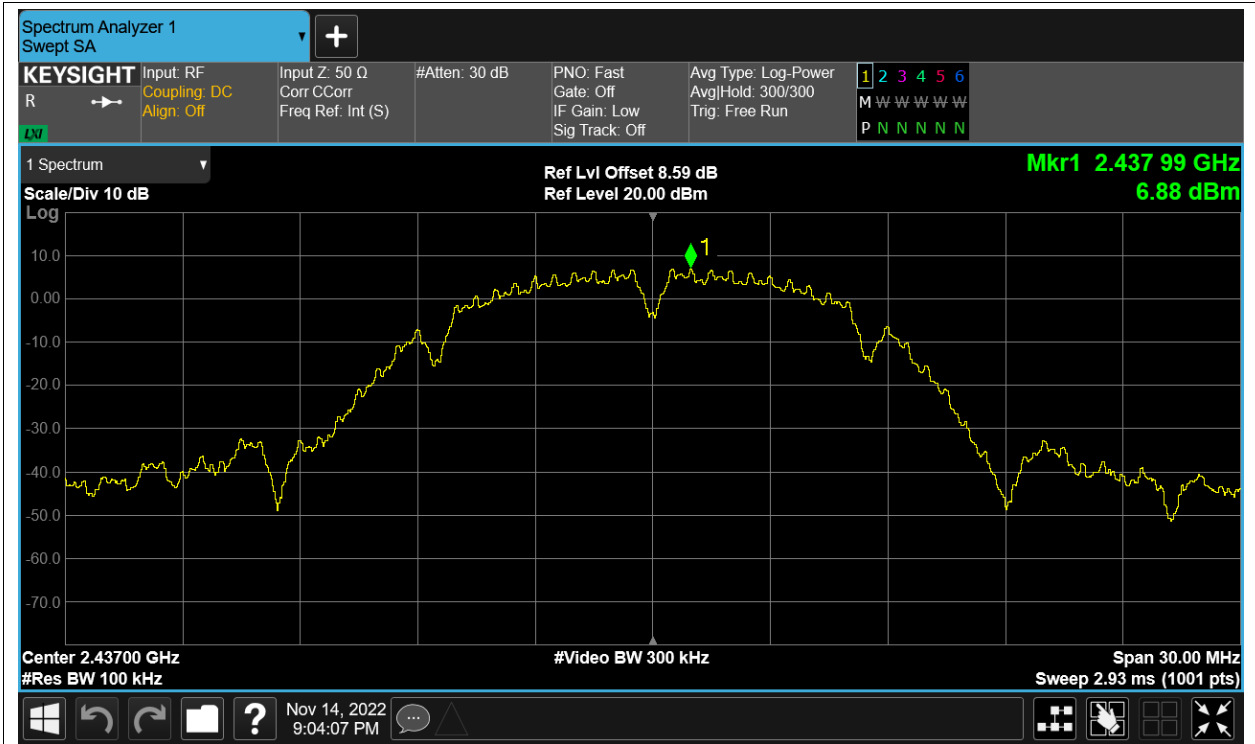 Spectrum Analyzer 1
Swept SA
+
KEYSIGHT
R
LXI
Input: RF
Coupling: DC
Align: Off
Input Z: 50 Ω
Corr CCorr
Freq Ref: Int (S)
#Atten: 30 dB
PNO: Fast
Gate: Off
IF Gain: Low
Sig Track: Off
Avg Type: Log-Power
Avg|Hold: 300/300
Trig: Free Run
1 2 3 4 5 6
M W W W W W
P N N N N N
1 Spectrum
Scale/Div 10 dB
Log
Ref Lvl Offset 8.59 dB
Ref Level 20.00 dBm
Mkr1 2.437 99 GHz
6.88 dBm
1
10.0
0.00
-10.0
-20.0
-30.0
-40.0
-50.0
-60.0
-70.0
Center 2.43700 GHz
#Res BW 100 kHz
#Video BW 300 kHz
Span 30.00 MHz
Sweep 2.93 ms (1001 pts)
?
Nov 14, 2022
9:04:07 PM